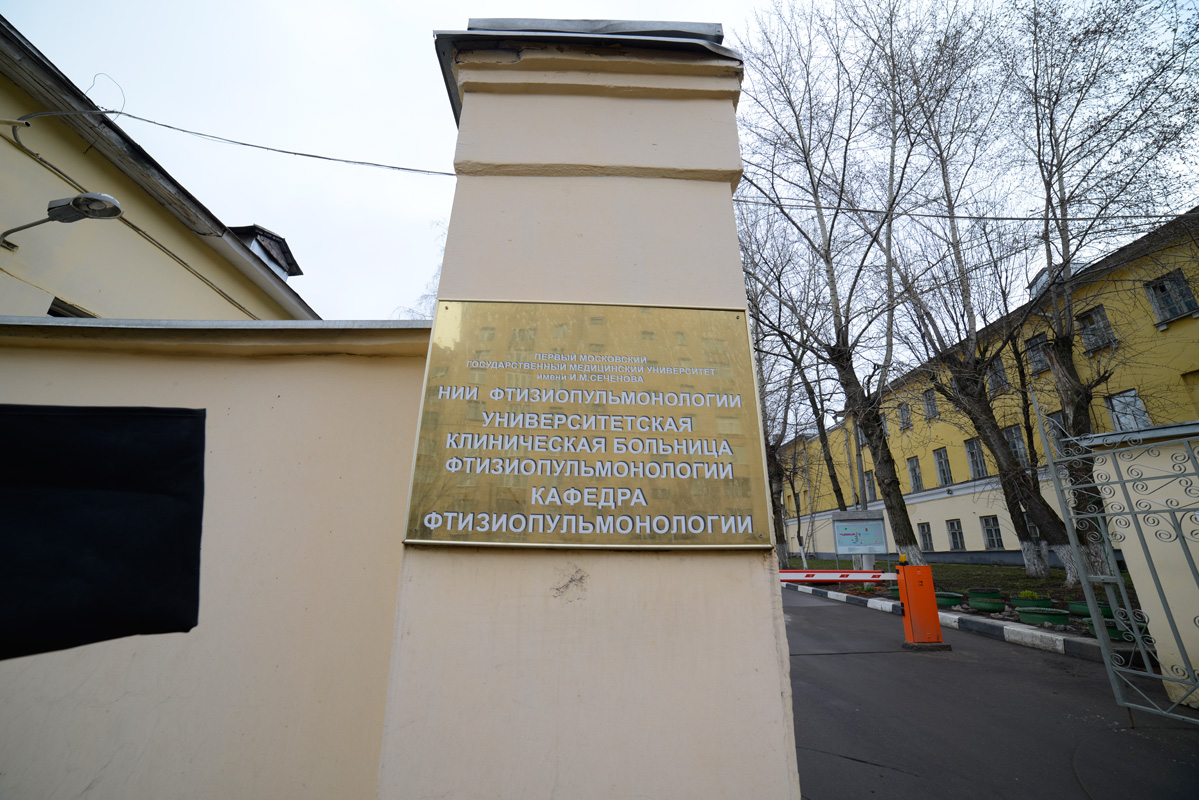 ПЕРВЫЙ МОСКОВСКИЙ
ГОСУДАРСТВЕННЫЙ МЕДИЦИНСКИЙ УНИВЕРСИТЕТ
ИМЕНИ И.М. СЕЧЕНОВА
НИИ ФТИЗИОПУЛЬМОНОЛОГИИ
УНИВЕРСИТЕТСКАЯ
КЛИНИЧЕСКАЯ БОЛЬНИЦА
ФТИЗИОПУЛЬМОНОЛОГИИ
КАФЕДРА
ФТИЗИОПУЛЬМОНОЛОГИИ